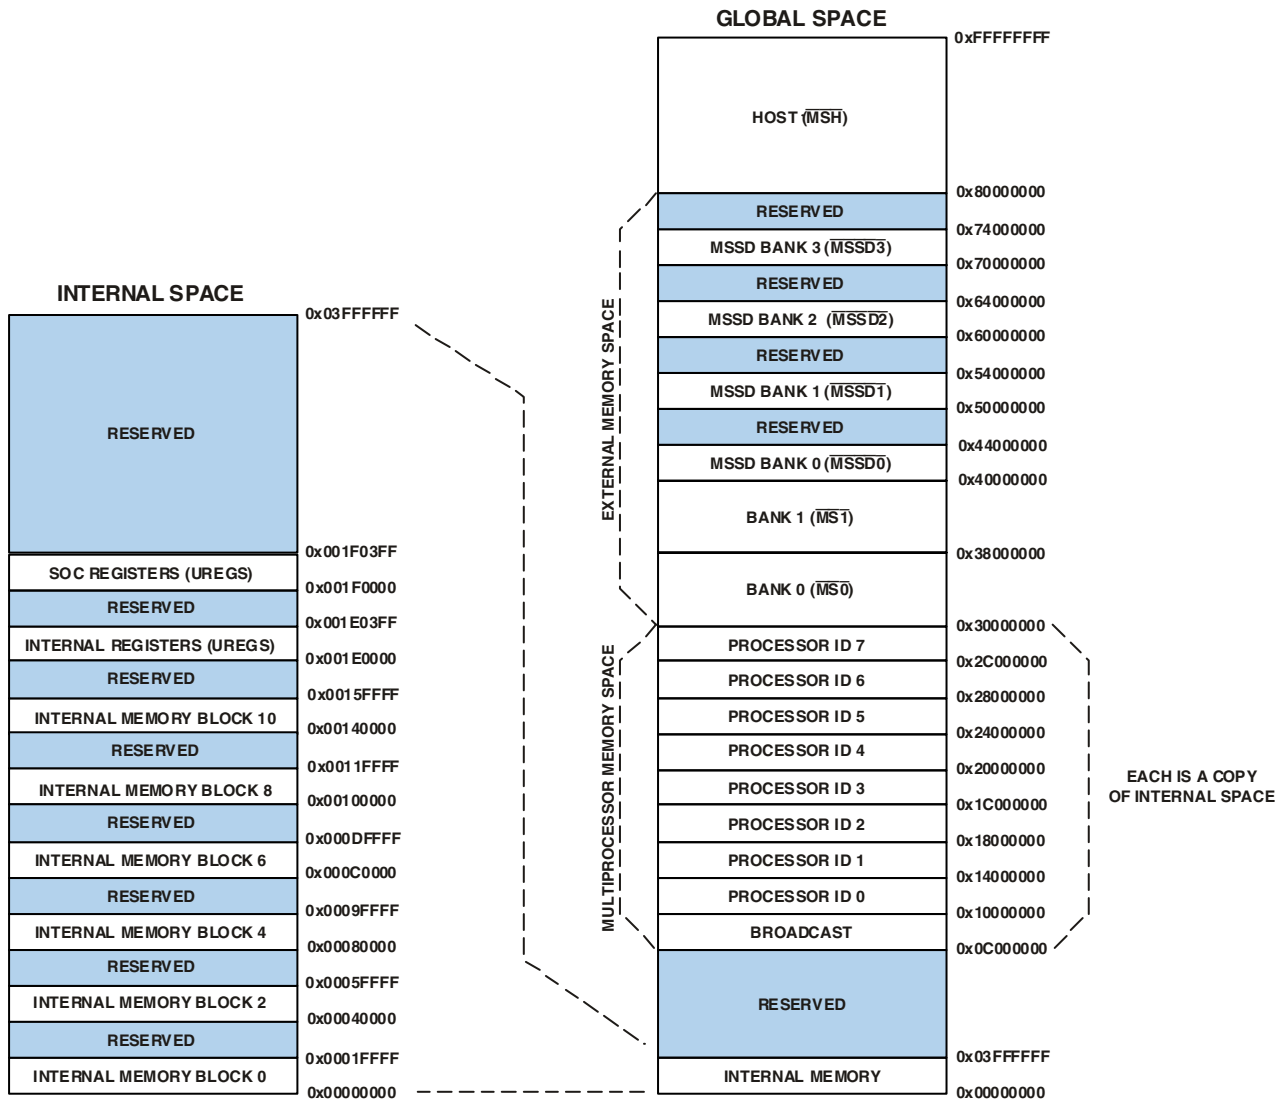 GLOBAL SPACE
0xFFFFFFFF
HOST (MSH)
0x80000000
RESERVED
0x74000000
MSSD BANK 3 (MSSD3)
0x70000000
RESERVED
0x64000000
MSSD BANK 2 (MSSD2)
0x60000000
RESERVED
0x54000000
MSSD BANK 1 (MSSD1)
0x50000000
RESERVED
0x44000000
MSSD BANK 0 (MSSD0)
0x40000000
BANK 1 (MS1)
0x38000000
BANK 0 (MS0)
0x30000000
PROCESSOR ID 7
0x2C000000
PROCESSOR ID 6
0x28000000
PROCESSOR ID 5
0x24000000
PROCESSOR ID 4
0x20000000
PROCESSOR ID 3
0x1C000000
PROCESSOR ID 2
0x18000000
PROCESSOR ID 1
0x14000000
PROCESSOR ID 0
0x10000000
BROADCAST
0x0C000000
RESERVED
0x03FFFFFF
INTERNAL MEMORY
0x00000000
EXTERNAL MEMORY SPACE
MULTIPROCESSOR MEMORY SPACE
EACH IS A COPY
OF INTERNAL SPACE
INTERNAL SPACE
0x03FFFFFF
RESERVED
0x001F03FF
SOC REGISTERS (UREGS)
0x001F0000
RESERVED
0x001E03FF
INTERNAL REGISTERS (UREGS)
0x001E0000
RESERVED
0x0015FFFF
INTERNAL MEMORY BLOCK 10
0x00140000
RESERVED
0x0011FFFF
INTERNAL MEMORY BLOCK 8
0x00100000
RESERVED
0x000DFFFF
INTERNAL MEMORY BLOCK 6
0x000C0000
RESERVED
0x0009FFFF
INTERNAL MEMORY BLOCK 4
0x00080000
RESERVED
0x0005FFFF
INTERNAL MEMORY BLOCK 2
0x00040000
RESERVED
0x0001FFFF
INTERNAL MEMORY BLOCK 0
0x00000000